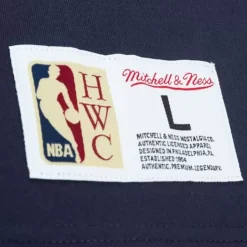 Mitchell & Ness
H
W
C
NBA
L
MITCHELL & NESS NOSTALGIA CO.
AUTHENTIC LICENSED APPAREL
DESIGNED IN PHILADELPHIA, PA
ESTABLISHED 1904
AUTHENTIC. PREMIUM. LEGENDARY.